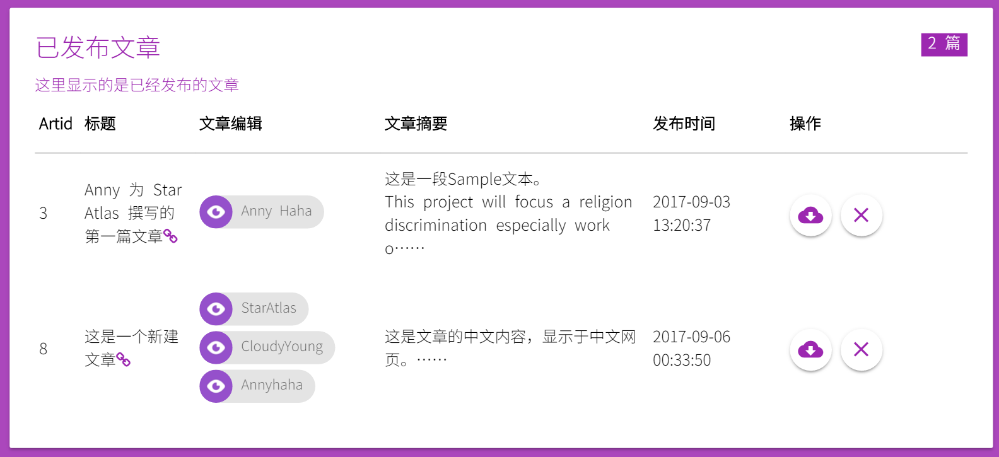 已发布文章
2 篇
这里显示的是已经发布的文章
Artid 标题 文章编辑 文章摘要 发布时间 操作
3
Anny 为 Star
Atlas 撰写的
第一篇文章
Anny Haha
这是一段Sample文本。
This project will focus a religion
discrimination especially work
o······
2017-09-03
13:20:37
8
这是一个新建
文章
StarAtlas
CloudyYoung
Annyhaha
这是文章的中文内容，显示于中文网
页。······
2017-09-06
00:33:50